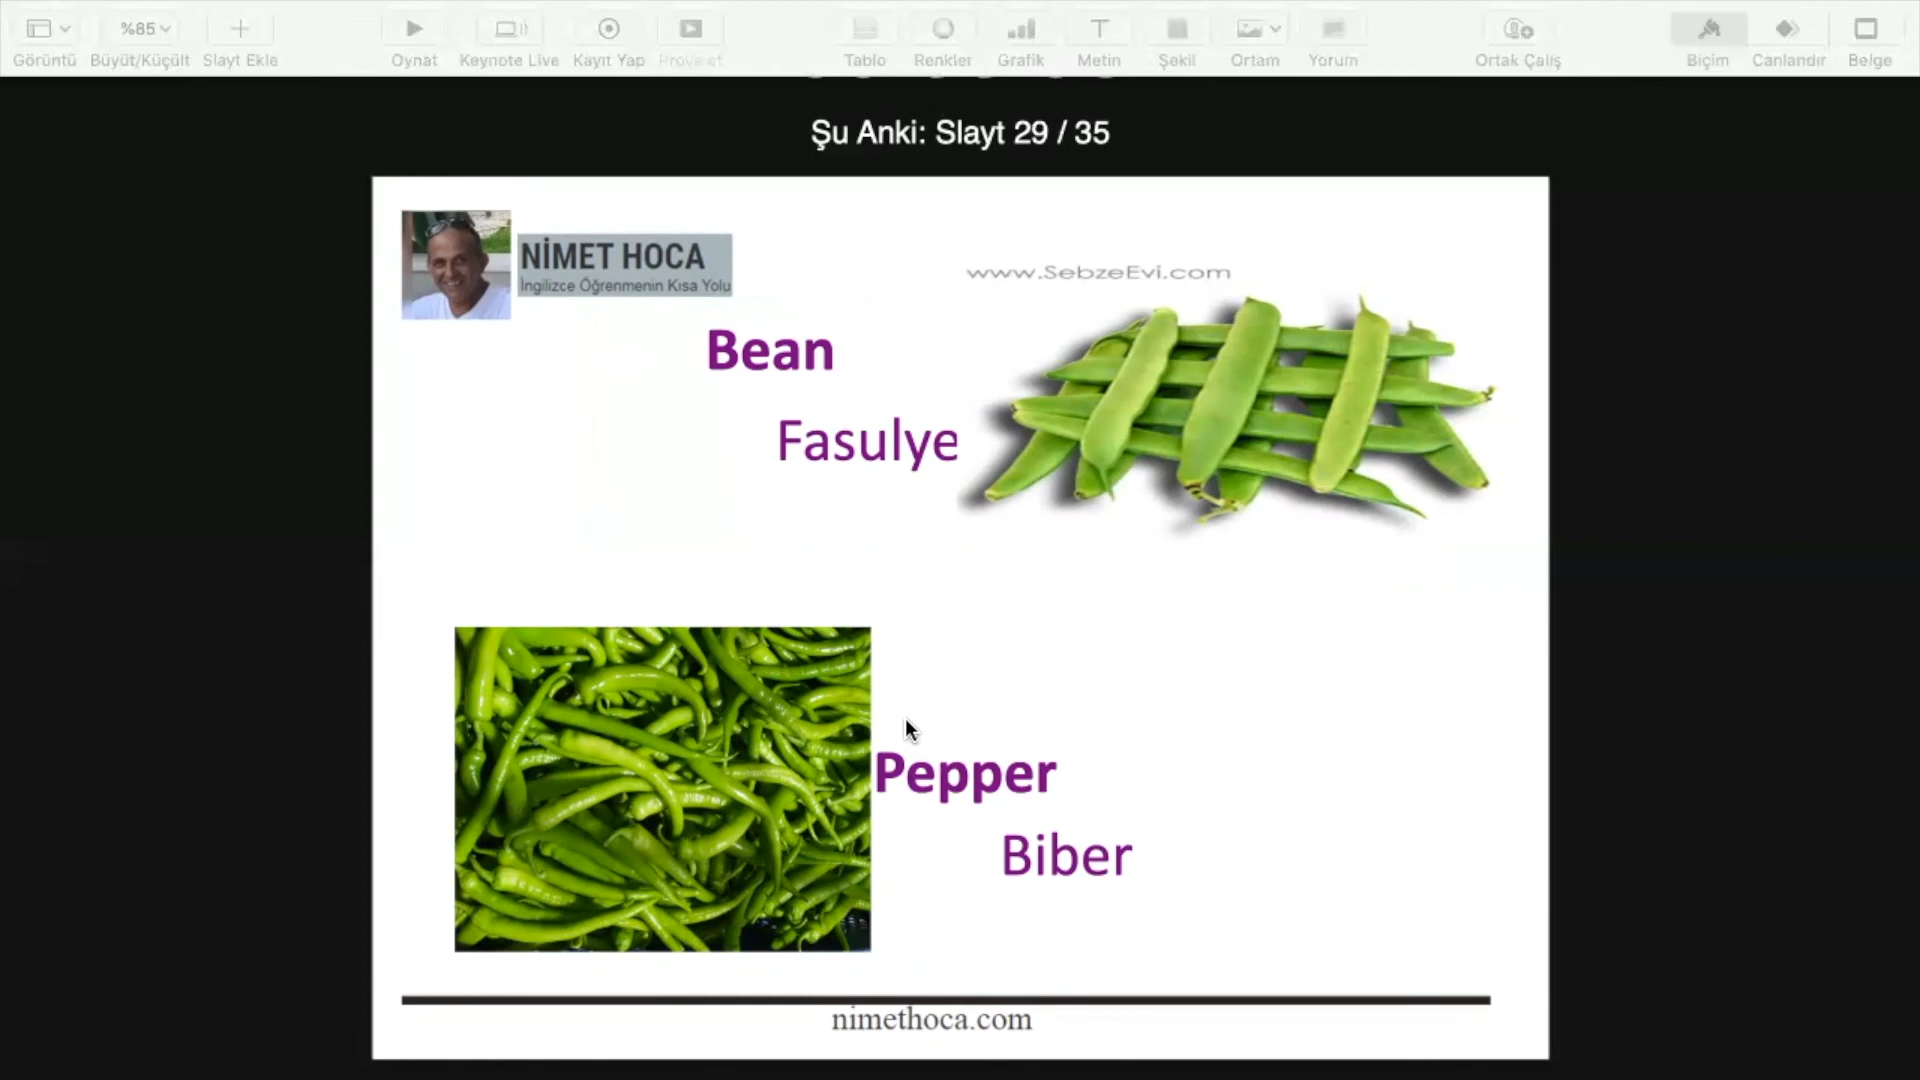 %85
Görüntü
Büyüt/Küçült
Slayt Ekle
Oynat
Keynote Live
Kayıt Yap
Prova et
Tablo
Renkler
Grafik
Metin
Şekil
Ortam
Yorum
Ortak Çalış
Biçim
Canlandır
Belge
Şu Anki: Slayt 29 / 35
NİMET HOCA
İngilizce Öğrenmenin Kısa Yolu
www.SebzeEvi.com
Bean
Fasulye
Pepper
Biber
nimethoca.com